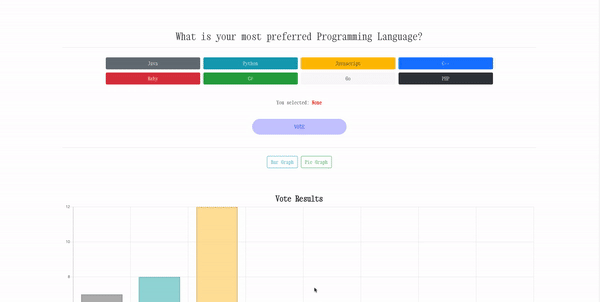 What is your most preferred Programming Language?
Java Python Javascript C++
Ruby C# Go PHP
You selected: None
VOTE
Bar Graph Pie Graph
Vote Results
12
10
8